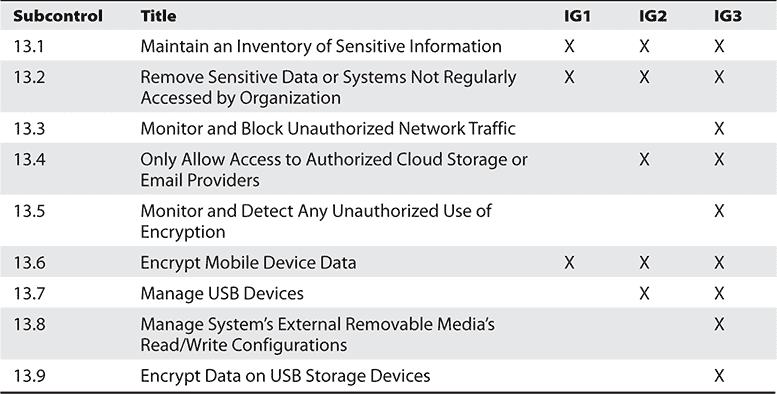 Subcontrol Title IG1 IG2 IG3
13.1 Maintain an Inventory of Sensitive Information X X X
13.2 Remove Sensitive Data or Systems Not Regularly X X X
Accessed by Organization
13.3 Monitor and Block Unauthorized Network Traffic X
13.4 Only Allow Access to Authorized Cloud Storage or X X
Email Providers
13.5 Monitor and Detect Any Unauthorized Use of X
Encryption
13.6 Encrypt Mobile Device Data X X X
13.7 Manage USB Devices X X
13.8 Manage System's External Removable Media's X
Read/Write Configurations
13.9 Encrypt Data on USB Storage Devices X